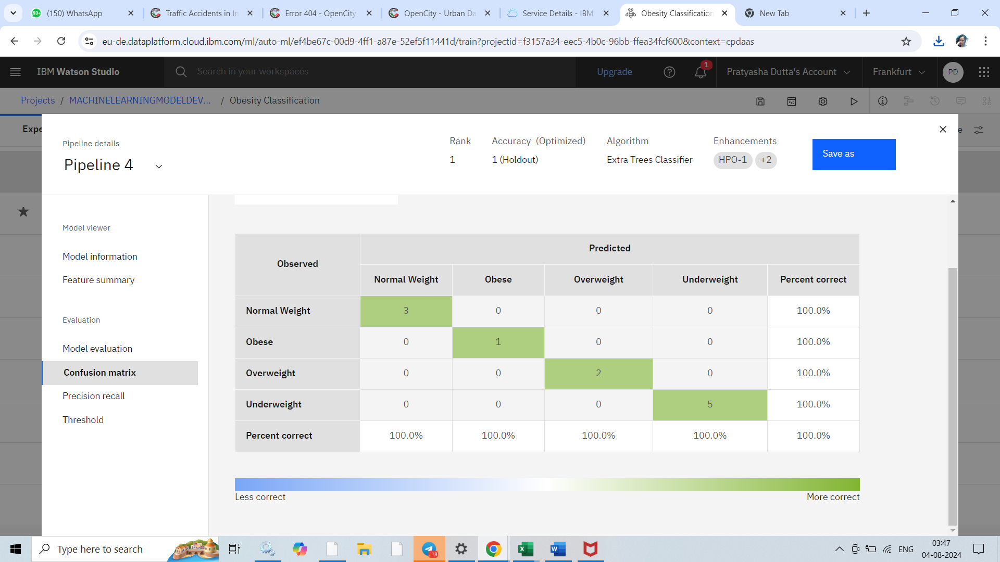 (150) WhatsApp
Traffic Accidents in In
Error 404 - OpenCity
OpenCity - Urban Da
Service Details - IBM
Obesity Classification
New Tab
eu-de.dataplatform.cloud.ibm.com/ml/auto-ml/ef4be67c-00d9-4ff1-a87e-52ef5f11441d/train?projectid=f3157a34-eec5-4b0c-96bb-ffea34fcf600&context=cpdaas
IBM Watson Studio
Search in your workspaces
Upgrade
1
Pratyasha Dutta's Account
Frankfurt
PD
Projects / MACHINELEARNINGMODELDEV... / Obesity Classification
Expe
e
Pipeline details
Pipeline 4
Rank
1
Accuracy (Optimized)
1 (Holdout)
Algorithm
Extra Trees Classifier
Enhancements
HPO-1 +2
Save as
Model viewer
Model information
Feature summary
Evaluation
Model evaluation
Confusion matrix
Precision recall
Threshold
Observed
Predicted
Normal Weight Obese Overweight Underweight Percent correct
Normal Weight 3 0 0 0 100.0%
Obese 0 1 0 0 100.0%
Overweight 0 0 2 0 100.0%
Underweight 0 0 0 5 100.0%
Percent correct 100.0% 100.0% 100.0% 100.0% 100.0%
Less correct
More correct
Type here to search
..18
ENG
03:47
04-08-2024